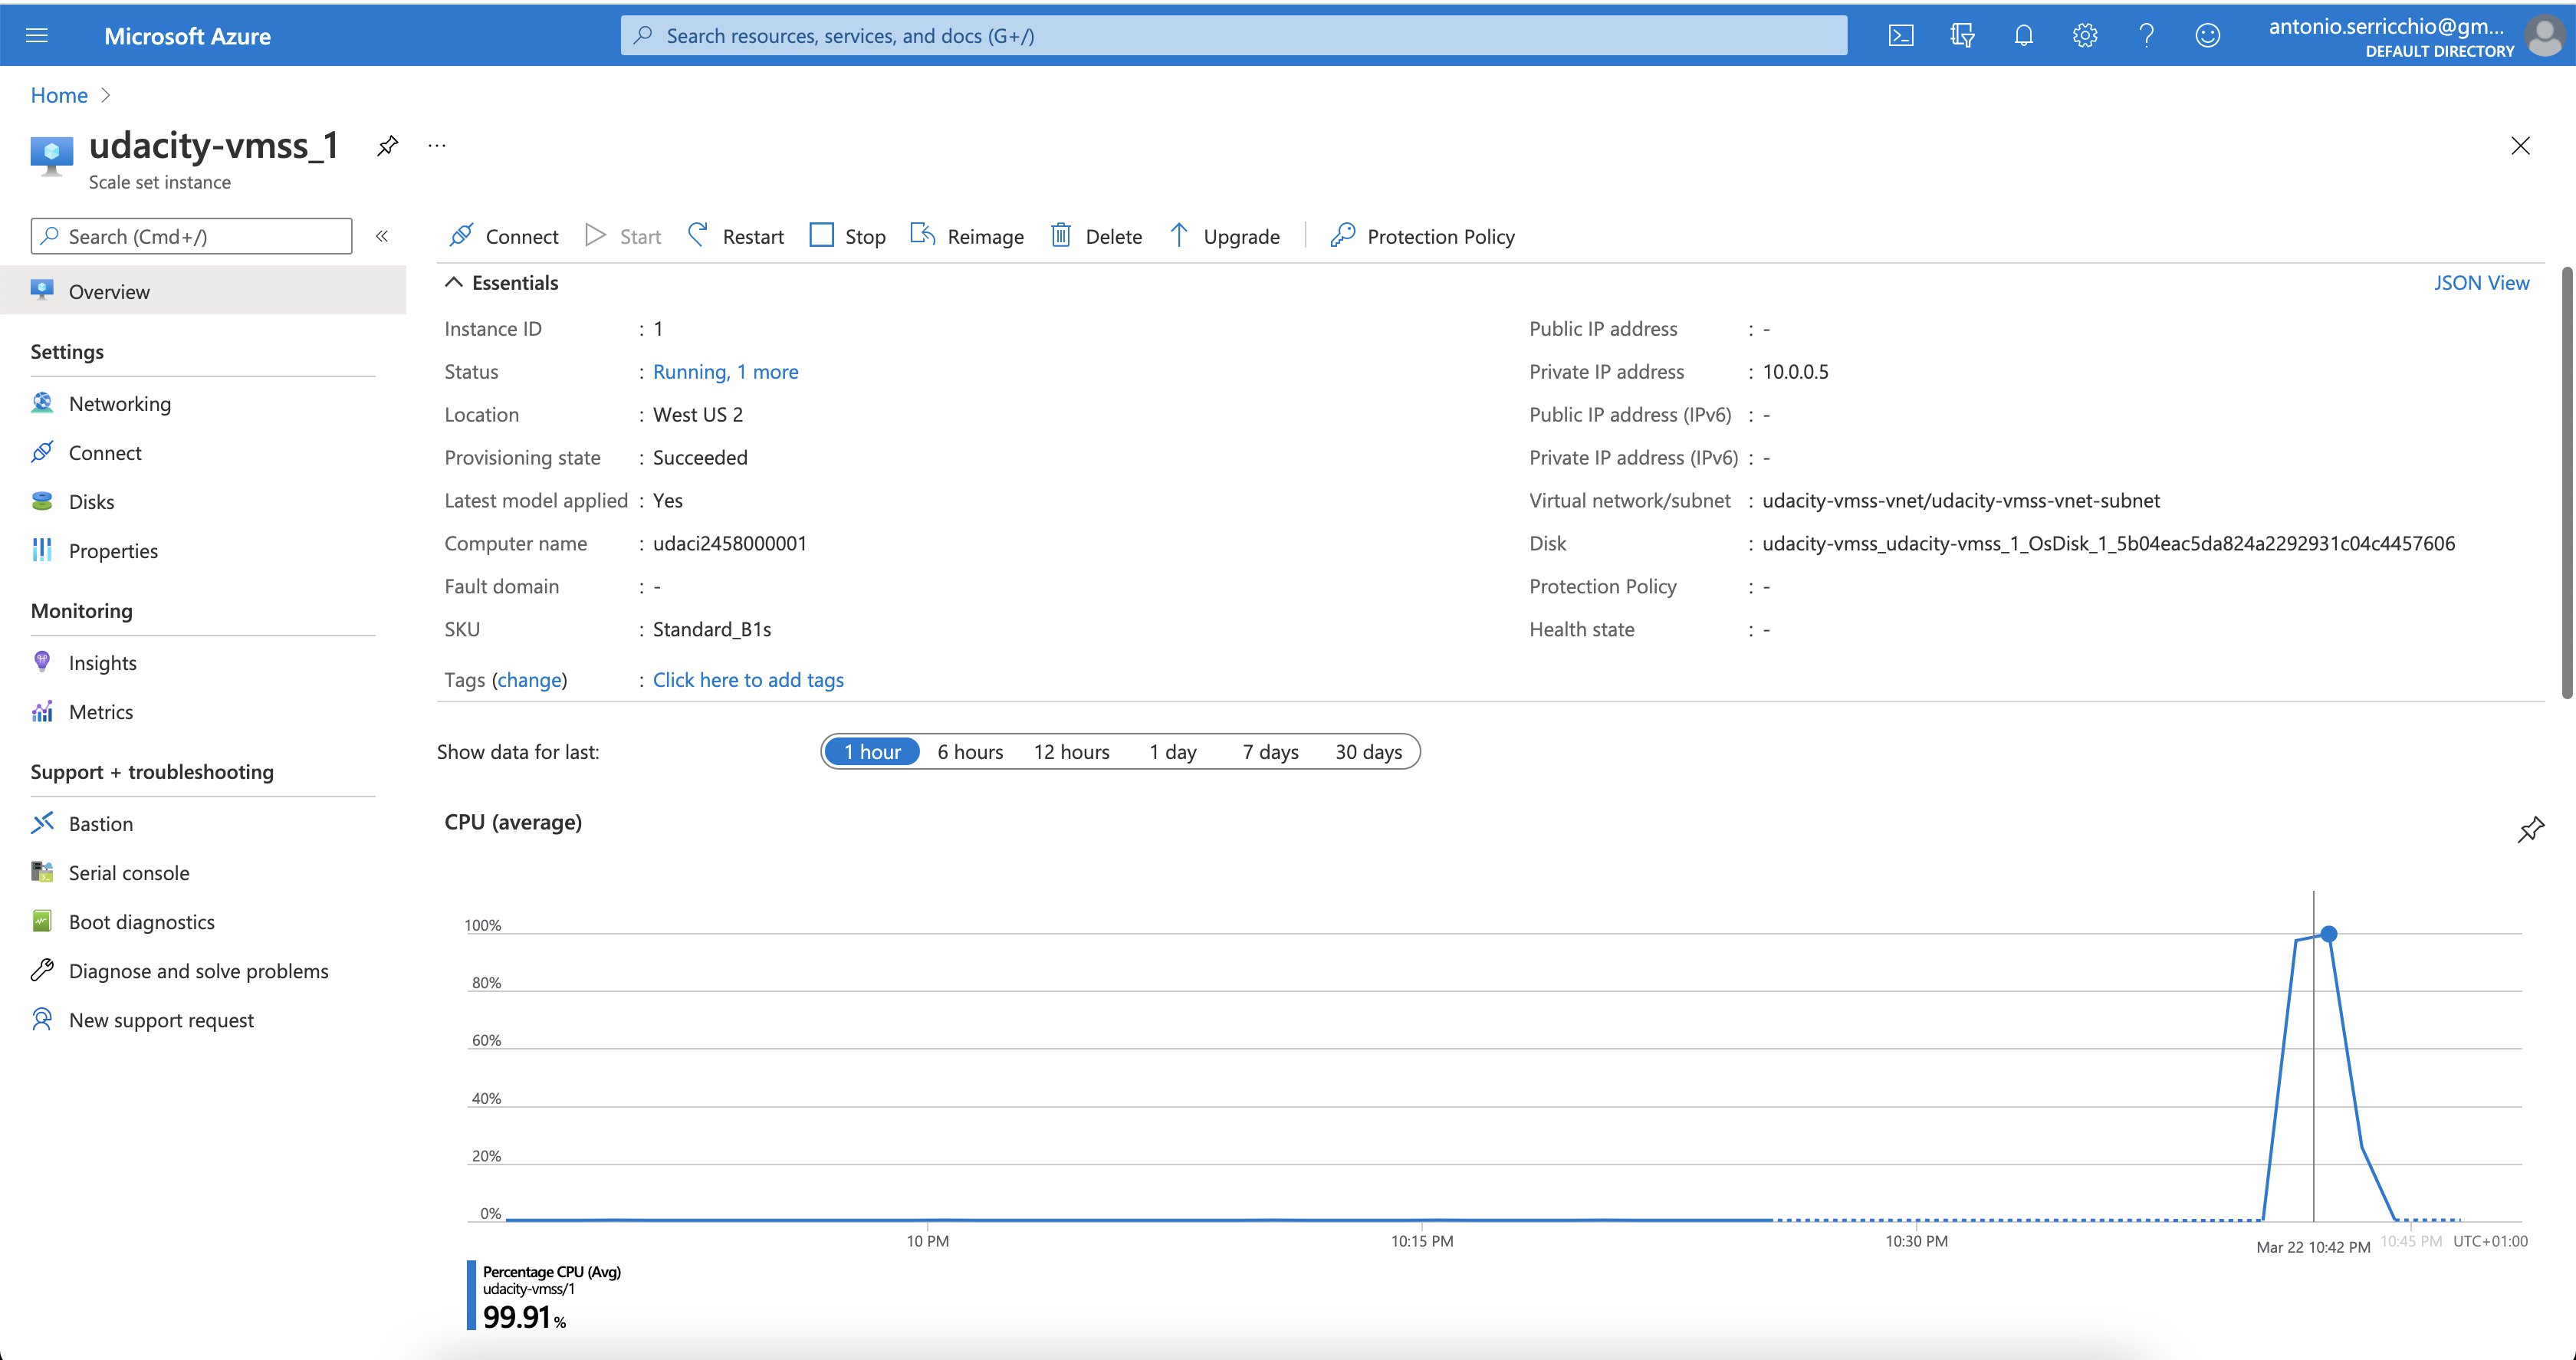 Microsoft Azure
Search resources, services, and docs (G+/)
antonio.serricchio@gm...
DEFAULT DIRECTORY
Home
udacity-vmss_1
...
Scale set instance
Search (Cmd+/)
«
Overview
Settings
Networking
Connect
Disks
Properties
Monitoring
Insights
Metrics
Support + troubleshooting
Bastion
Serial console
Boot diagnostics
Diagnose and solve problems
New support request
Connect Start Restart Stop Reimage Delete Upgrade Protection Policy
Essentials
JSON View
Instance ID : 1
Status : Running, 1 more
Location : West US 2
Provisioning state : Succeeded
Latest model applied : Yes
Computer name : udaci2458000001
Fault domain : -
SKU : Standard_B1s
Tags (change) : Click here to add tags
Public IP address : -
Private IP address : 10.0.0.5
Public IP address (IPv6) : -
Private IP address (IPv6) : -
Virtual network/subnet : udacity-vmss-vnet/udacity-vmss-vnet-subnet
Disk : udacity-vmss_udacity-vmss_1_OsDisk_1_5b04eac5da824a2292931c04c4457606
Protection Policy : -
Health state : -
Show data for last: 1 hour 6 hours 12 hours 1 day 7 days 30 days
CPU (average)
100%
80%
60%
40%
20%
0%
10 PM 10:15 PM 10:30 PM Mar 22 10:42 PM 10:45 PM UTC+01:00
Percentage CPU (Avg)
udacity-vmss/1
99.91 %